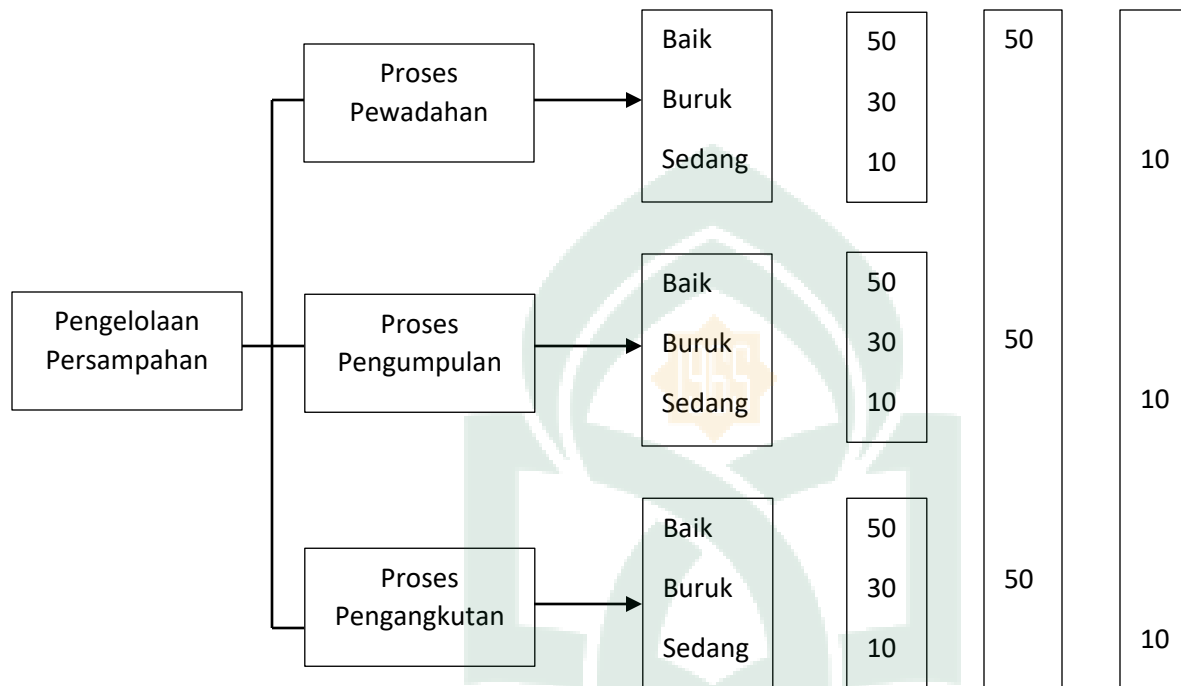 Pengelolaan
Persampahan
Proses
Pewadahan
Baik 50 50
Buruk 30
Sedang 10 10
Proses
Pengumpulan
Baik 50
Buruk 30 50
Sedang 10 10
Proses
Pengangkutan
Baik 50
Buruk 30 50
Sedang 10 10
1965